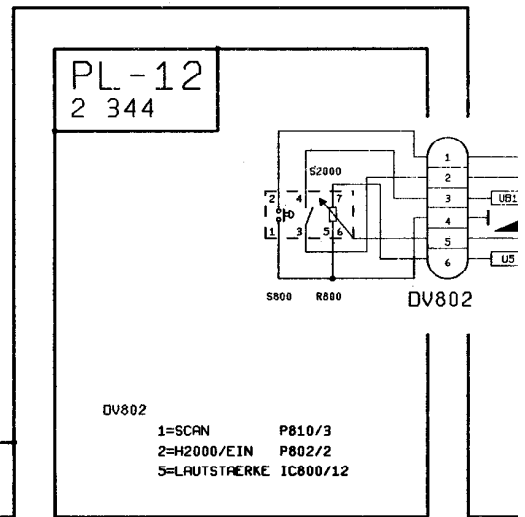 PL-12
2 344
S2000
2 4 7
1 3 5 6
S800 R800
1
2
3 UB1
4
5
6 U5
DV802
DV802
1=SCAN P810/3
2=H2000/EIN P802/2
5=LAUTSTAERKE IC800/12